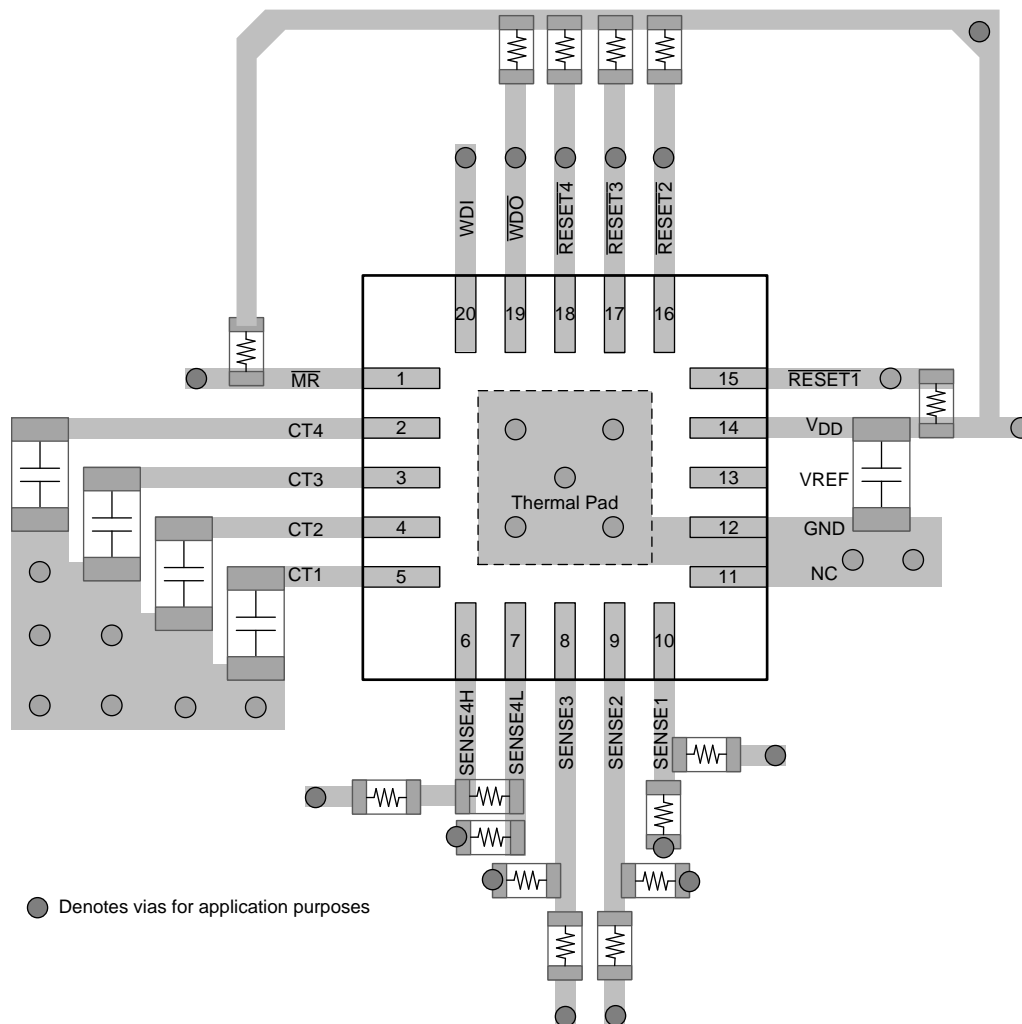 WDI
WDO
RESET4
RESET3
RESET2
20
19
18
17
16
MR
1
15
RESET1
CT4
2
14
VDD
CT3
3
13
VREF
Thermal Pad
CT2
4
12
GND
CT1
5
11
NC
6
7
8
9
10
SENSE4H
SENSE4L
SENSE3
SENSE2
SENSE1
Denotes vias for application purposes